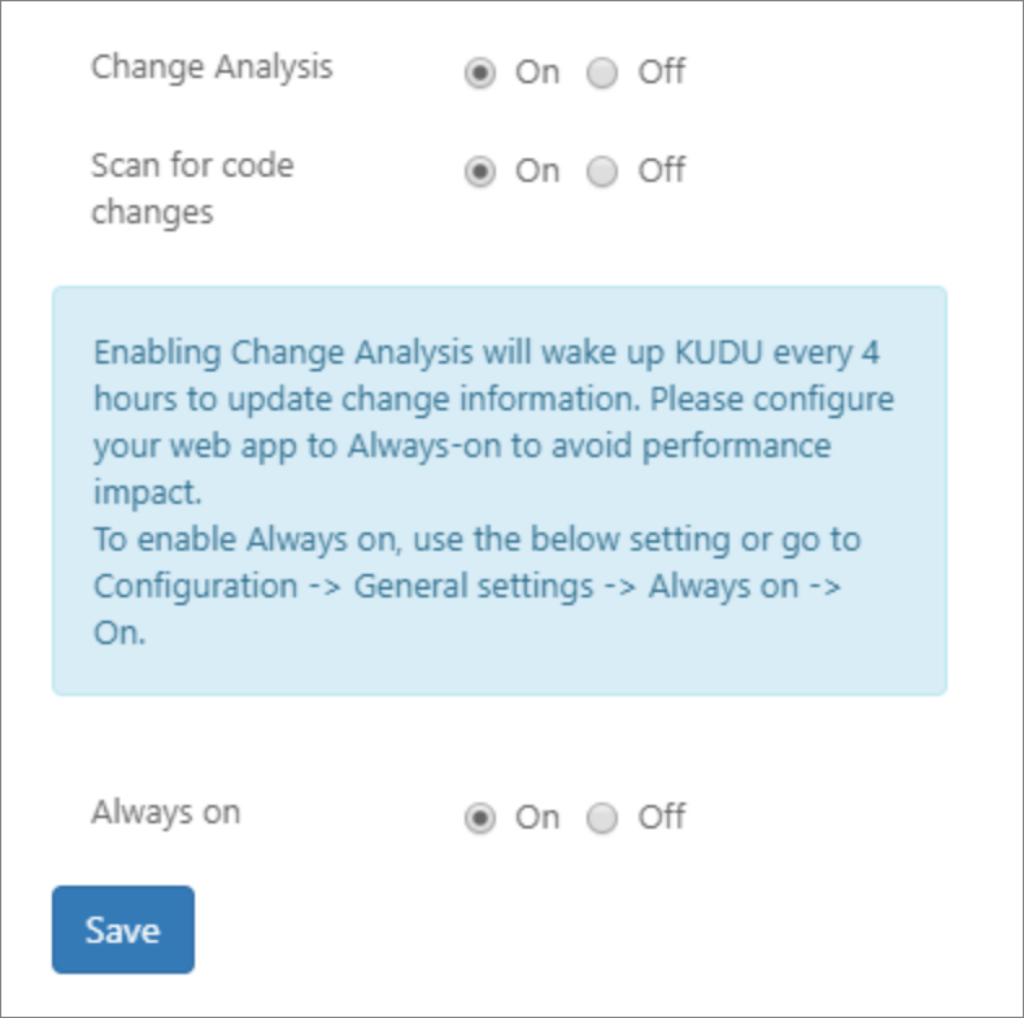 Change Analysis On Off
Scan for code On Off
changes
Enabling Change Analysis will wake up KUDU every 4
hours to update change information. Please configure
your web app to Always-on to avoid performance
impact.
To enable Always on, use the below setting or go to
Configuration -> General settings -> Always on ->
On.
Always on On Off
Save